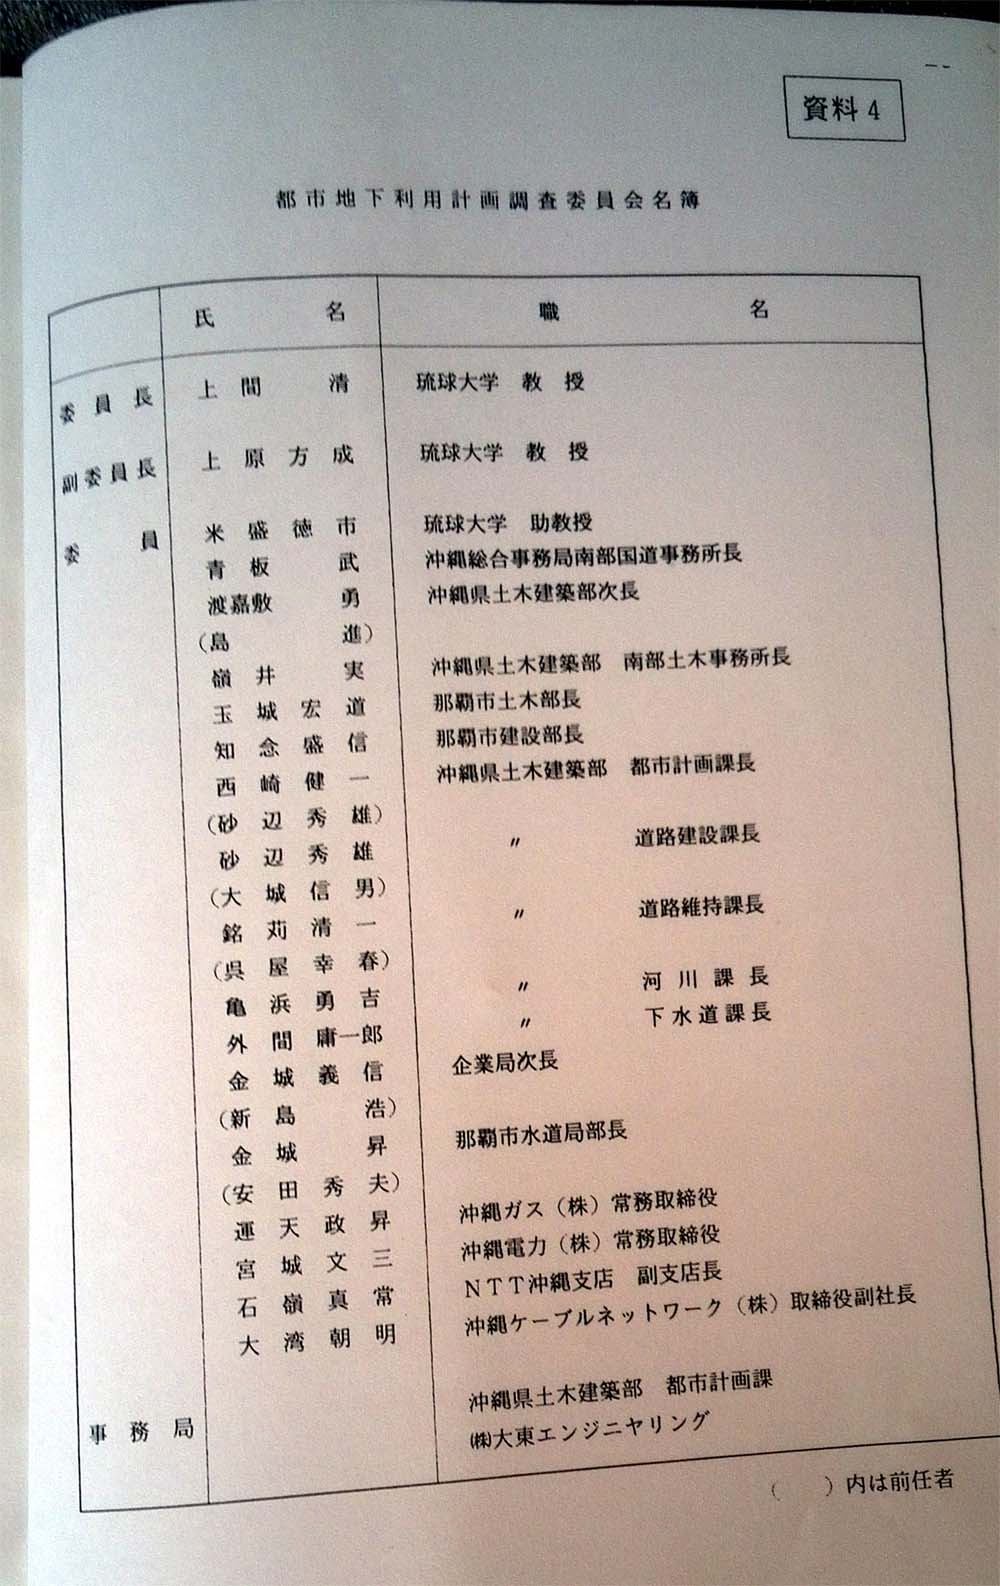 資料4
都市地下利用計画調査委員会名簿
氏名 職名
委員長 上間清 琉球大学 教授
副委員長 上原方成 琉球大学 教授
委員 米盛徳市 琉球大学 助教授
青板武 沖縄総合事務局南部国道事務所長
渡嘉敷勇 沖縄県土木建築部次長
(島進)
嶺井実 沖縄県土木建築部 南部土木事務所長
玉城宏道 那覇市土木部長
知念盛信 那覇市建設部長
西崎健一 沖縄県土木建築部 都市計画課長
(砂辺秀雄)
砂辺秀雄 〃 道路建設課長
(大城信男)
銘苅清一 〃 道路維持課長
(呉屋幸春)
亀浜勇吉 〃 河川課長
外間庸一郎 〃 下水道課長
金城義信 企業局次長
(新島浩)
金城昇 那覇市水道局部長
(安田秀夫)
運天政昇 沖縄ガス(株)常務取締役
宮城文三 沖縄電力(株)常務取締役
石嶺真常 NTT沖縄支店 副支店長
大湾朝明 沖縄ケーブルネットワーク(株)取締役副社長
事務局 沖縄県土木建築部 都市計画課
㈱大東エンジニヤリング
( )内は前任者